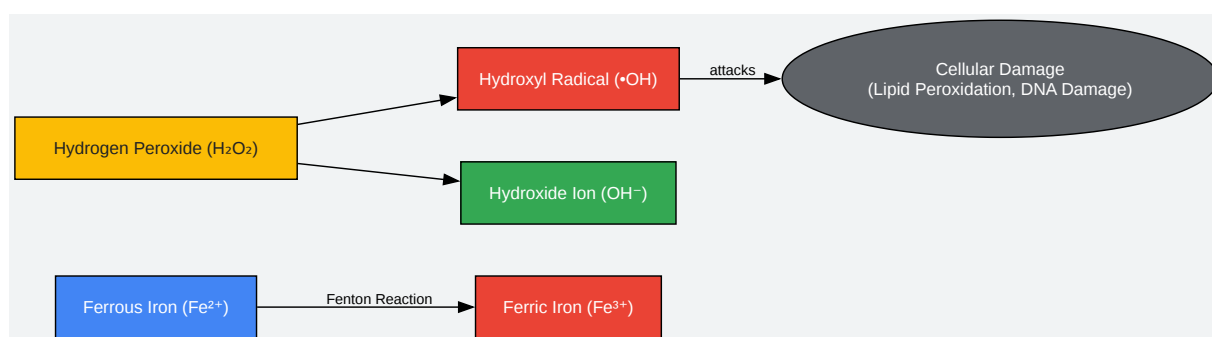 Hydroxyl Radical (•OH)
attacks
Cellular Damage
(Lipid Peroxidation, DNA Damage)
Hydrogen Peroxide (H₂O₂)
Hydroxide Ion (OH⁻)
Ferrous Iron (Fe²⁺)
Fenton Reaction
Ferric Iron (Fe³⁺)